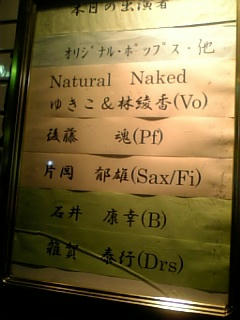 本日の出演者
オリジナル・ポップス・他
Natural Naked
ゆきこ&林綾香(Vo)
後藤 魂(Pf)
片岡 郁雄(Sax/Fl)
石井 康幸(B)
雑賀 泰行(Drs)